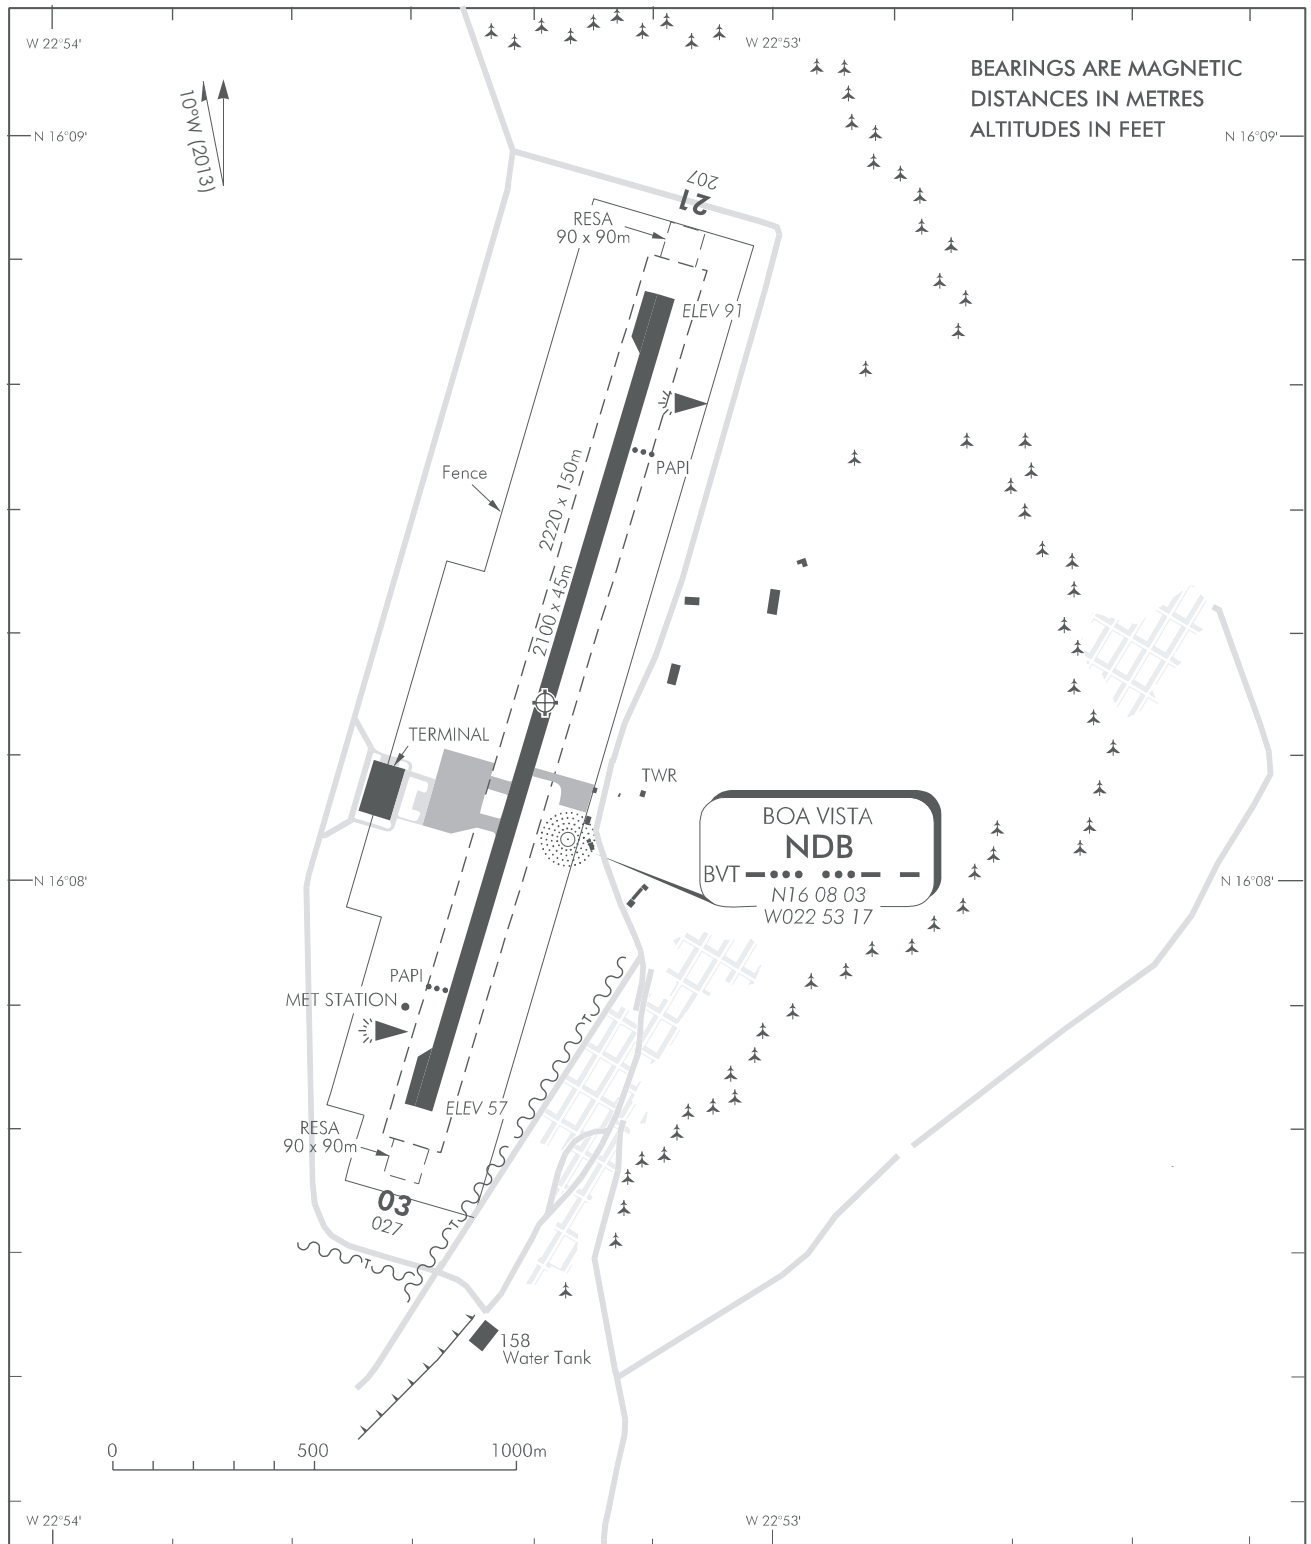 W 22°54'
W 22°53'
BEARINGS ARE MAGNETIC
DISTANCES IN METRES
ALTITUDES IN FEET
10°W (2013)
N 16°09'
N 16°09'
207
21
RESA
90 x 90m
ELEV 91
PAPI
Fence
2220 x 150m
2100 x 45m
TERMINAL
TWR
BOA VISTA
NDB
BVT
N16 08 03
W022 53 17
N 16°08'
N 16°08'
PAPI
MET STATION
ELEV 57
RESA
90 x 90m
03
027
T
T
T
T
158
Water Tank
0 500 1000m
W 22°54'
W 22°53'